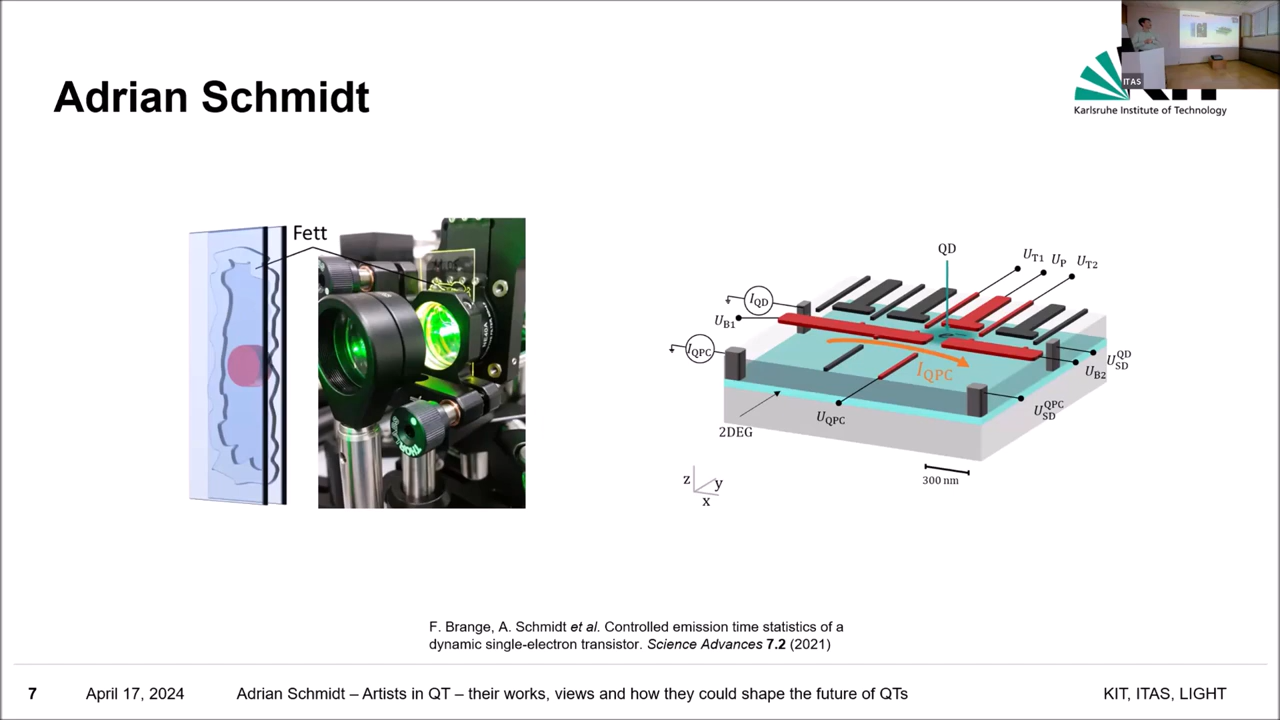 Adrian Schmidt
ITAS
Karlsruhe Institute of Technology
Fett
QD
U_T1 U_P U_T2
I_QD
U_B1
I_QPC
I_QPC
U_SD^QD
U_B2
U_SD^QPC
U_QPC
2DEG
300 nm
z
y
x
F. Brange, A. Schmidt et al. Controlled emission time statistics of a
dynamic single-electron transistor. Science Advances 7.2 (2021)
7 April 17, 2024 Adrian Schmidt – Artists in QT – their works, views and how they could shape the future of QTs KIT, ITAS, LIGHT